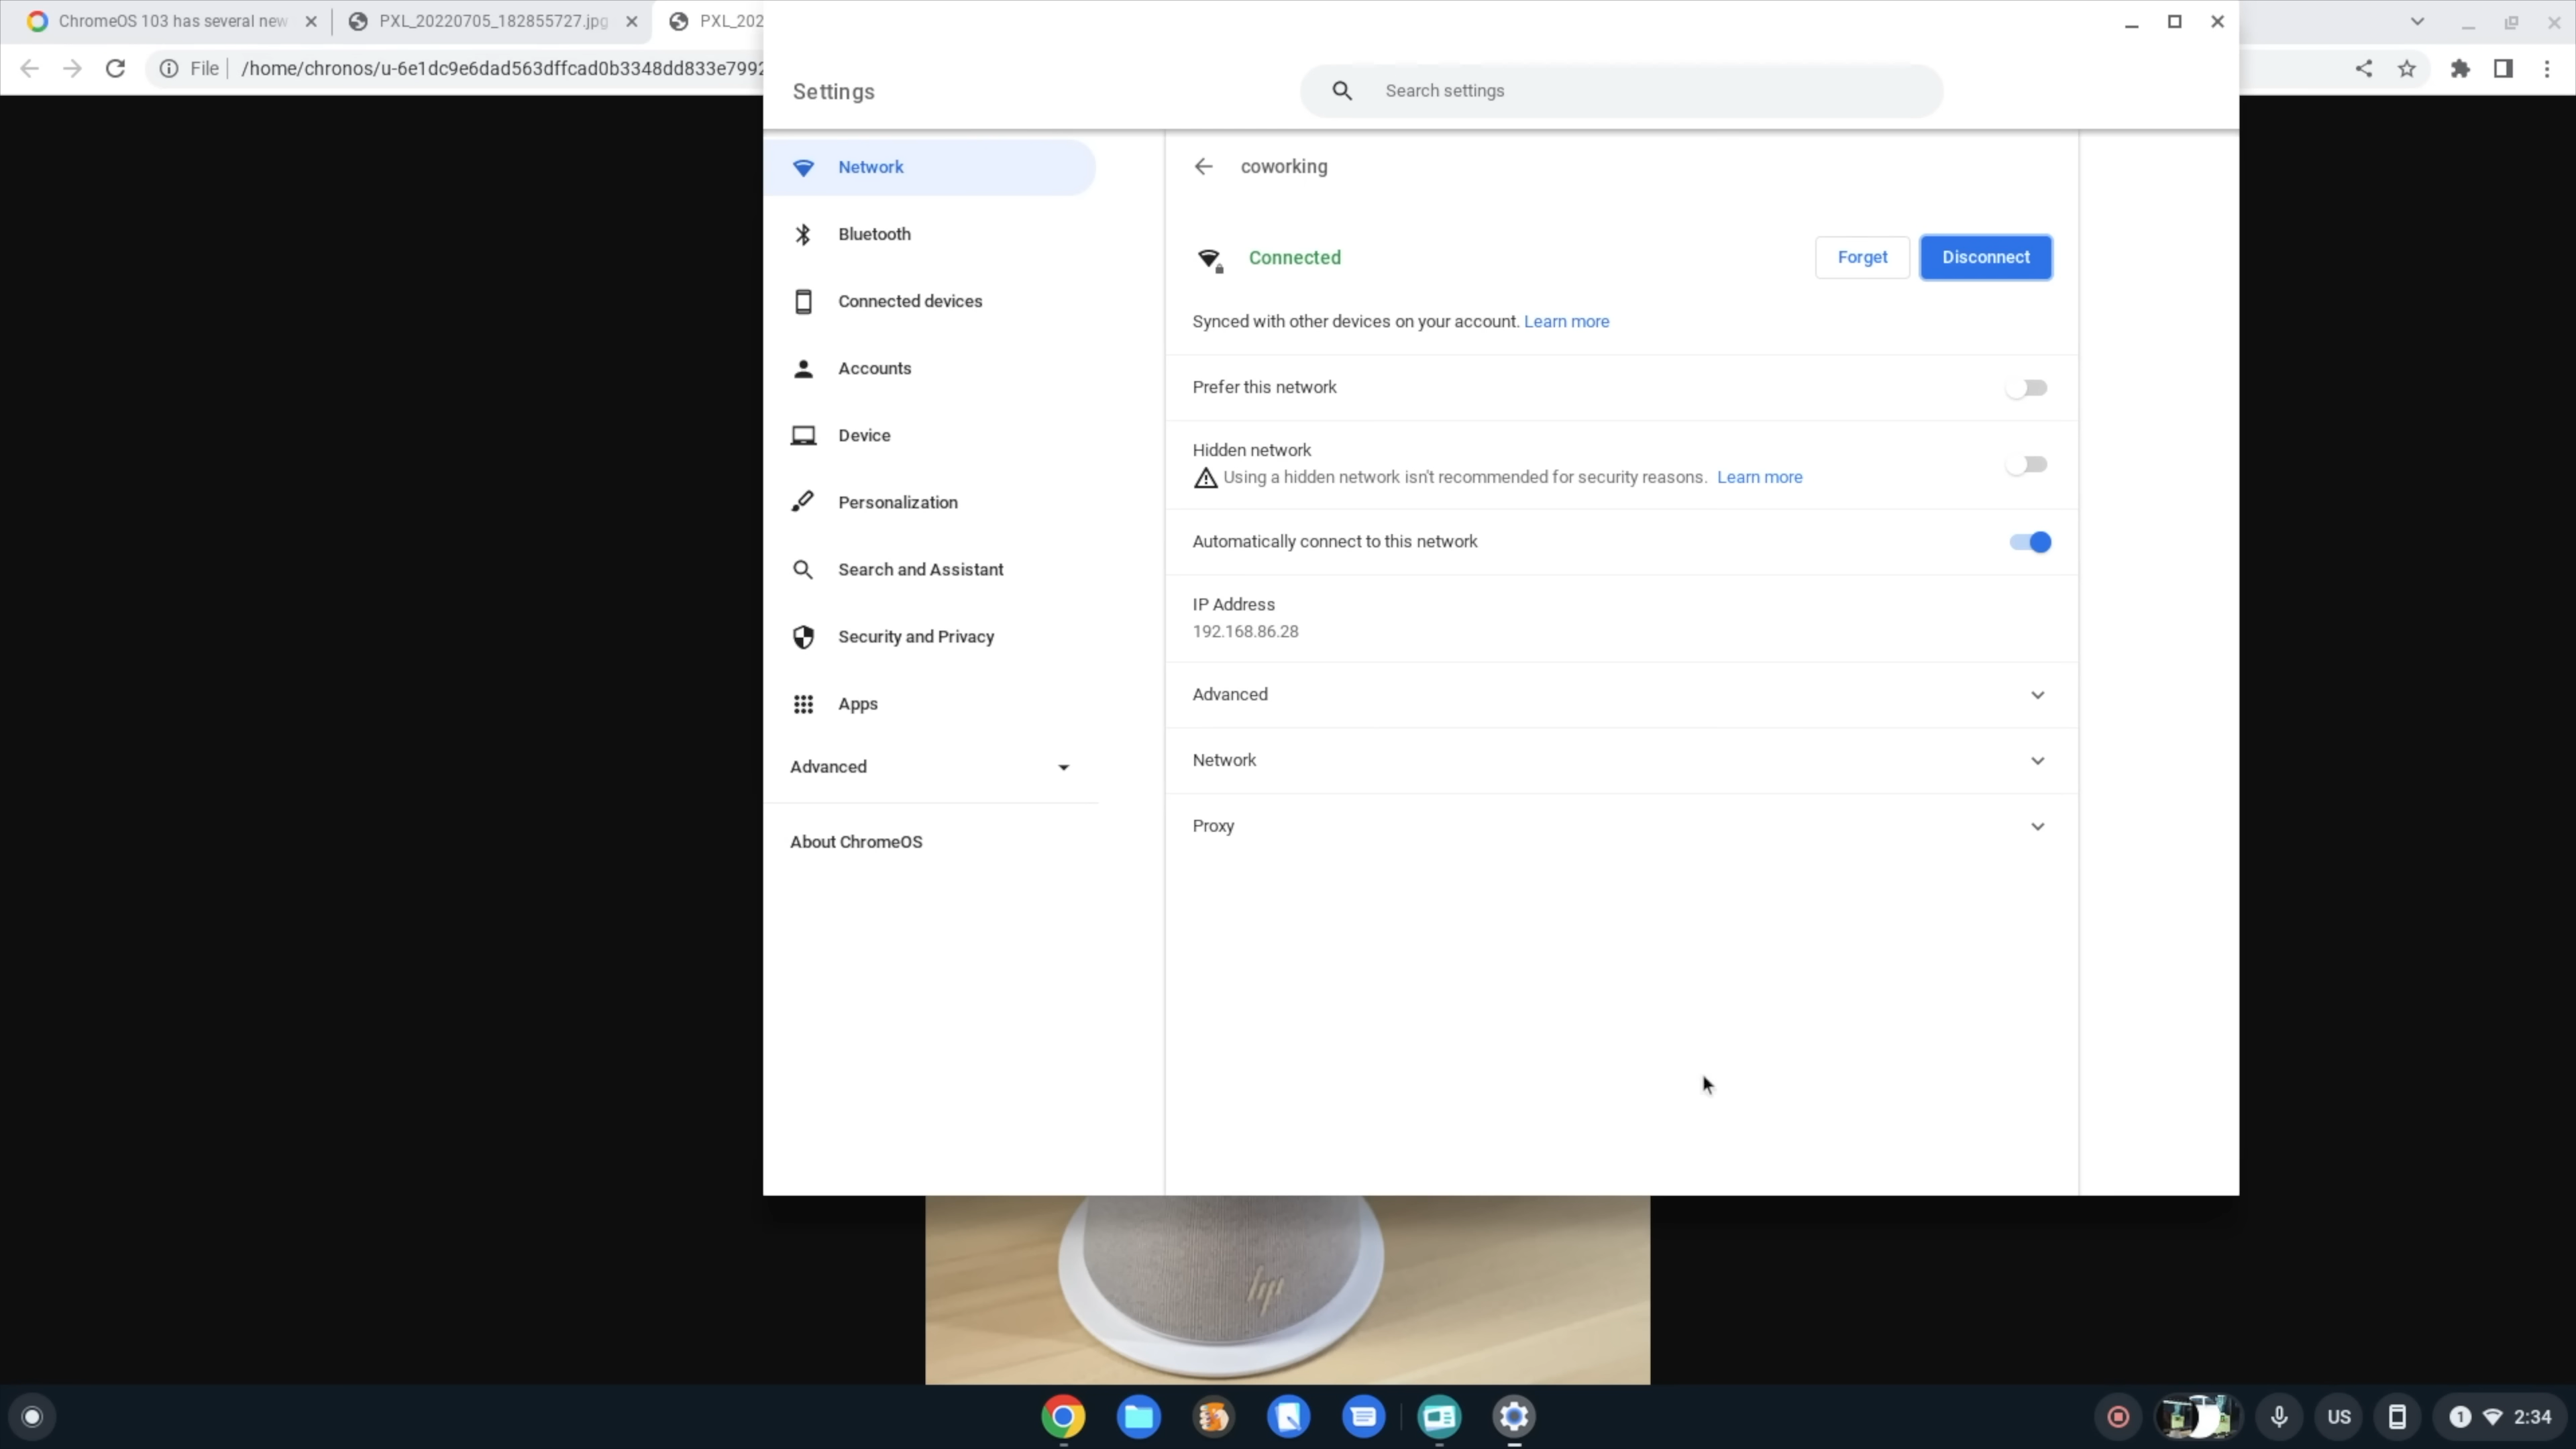 ChromeOS 103 has several new
PXL_20220705_182855727.jpg
PXL_202
File
/home/chronos/u-6e1dc9e6dad563dffcad0b3348dd833e7992
Settings
Search settings
Network
Bluetooth
Connected devices
Accounts
Device
Personalization
Search and Assistant
Security and Privacy
Apps
Advanced
About ChromeOS
coworking
Connected
Forget
Disconnect
Synced with other devices on your account. Learn more
Prefer this network
Hidden network
Using a hidden network isn't recommended for security reasons. Learn more
Automatically connect to this network
IP Address
192.168.86.28
Advanced
Network
Proxy
hp
US
1
2:34